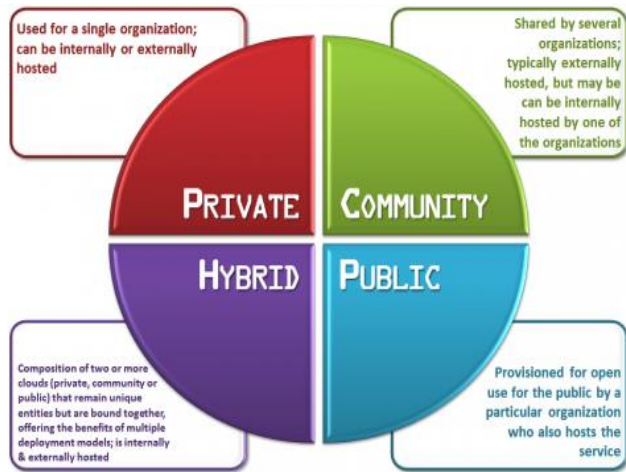 Used for a single organization;
can be internally or externally
hosted
Shared by several
organizations;
typically externally
hosted, but may be
can be internally
hosted by one of
the organizations
PRIVATE
COMMUNITY
HYBRID
PUBLIC
Composition of two or more
clouds (private, community or
public) that remain unique
entities but are bound together,
offering the benefits of multiple
deployment models; is internally
& externally hosted
Provisioned for open
use for the public by a
particular organization
who also hosts the
service